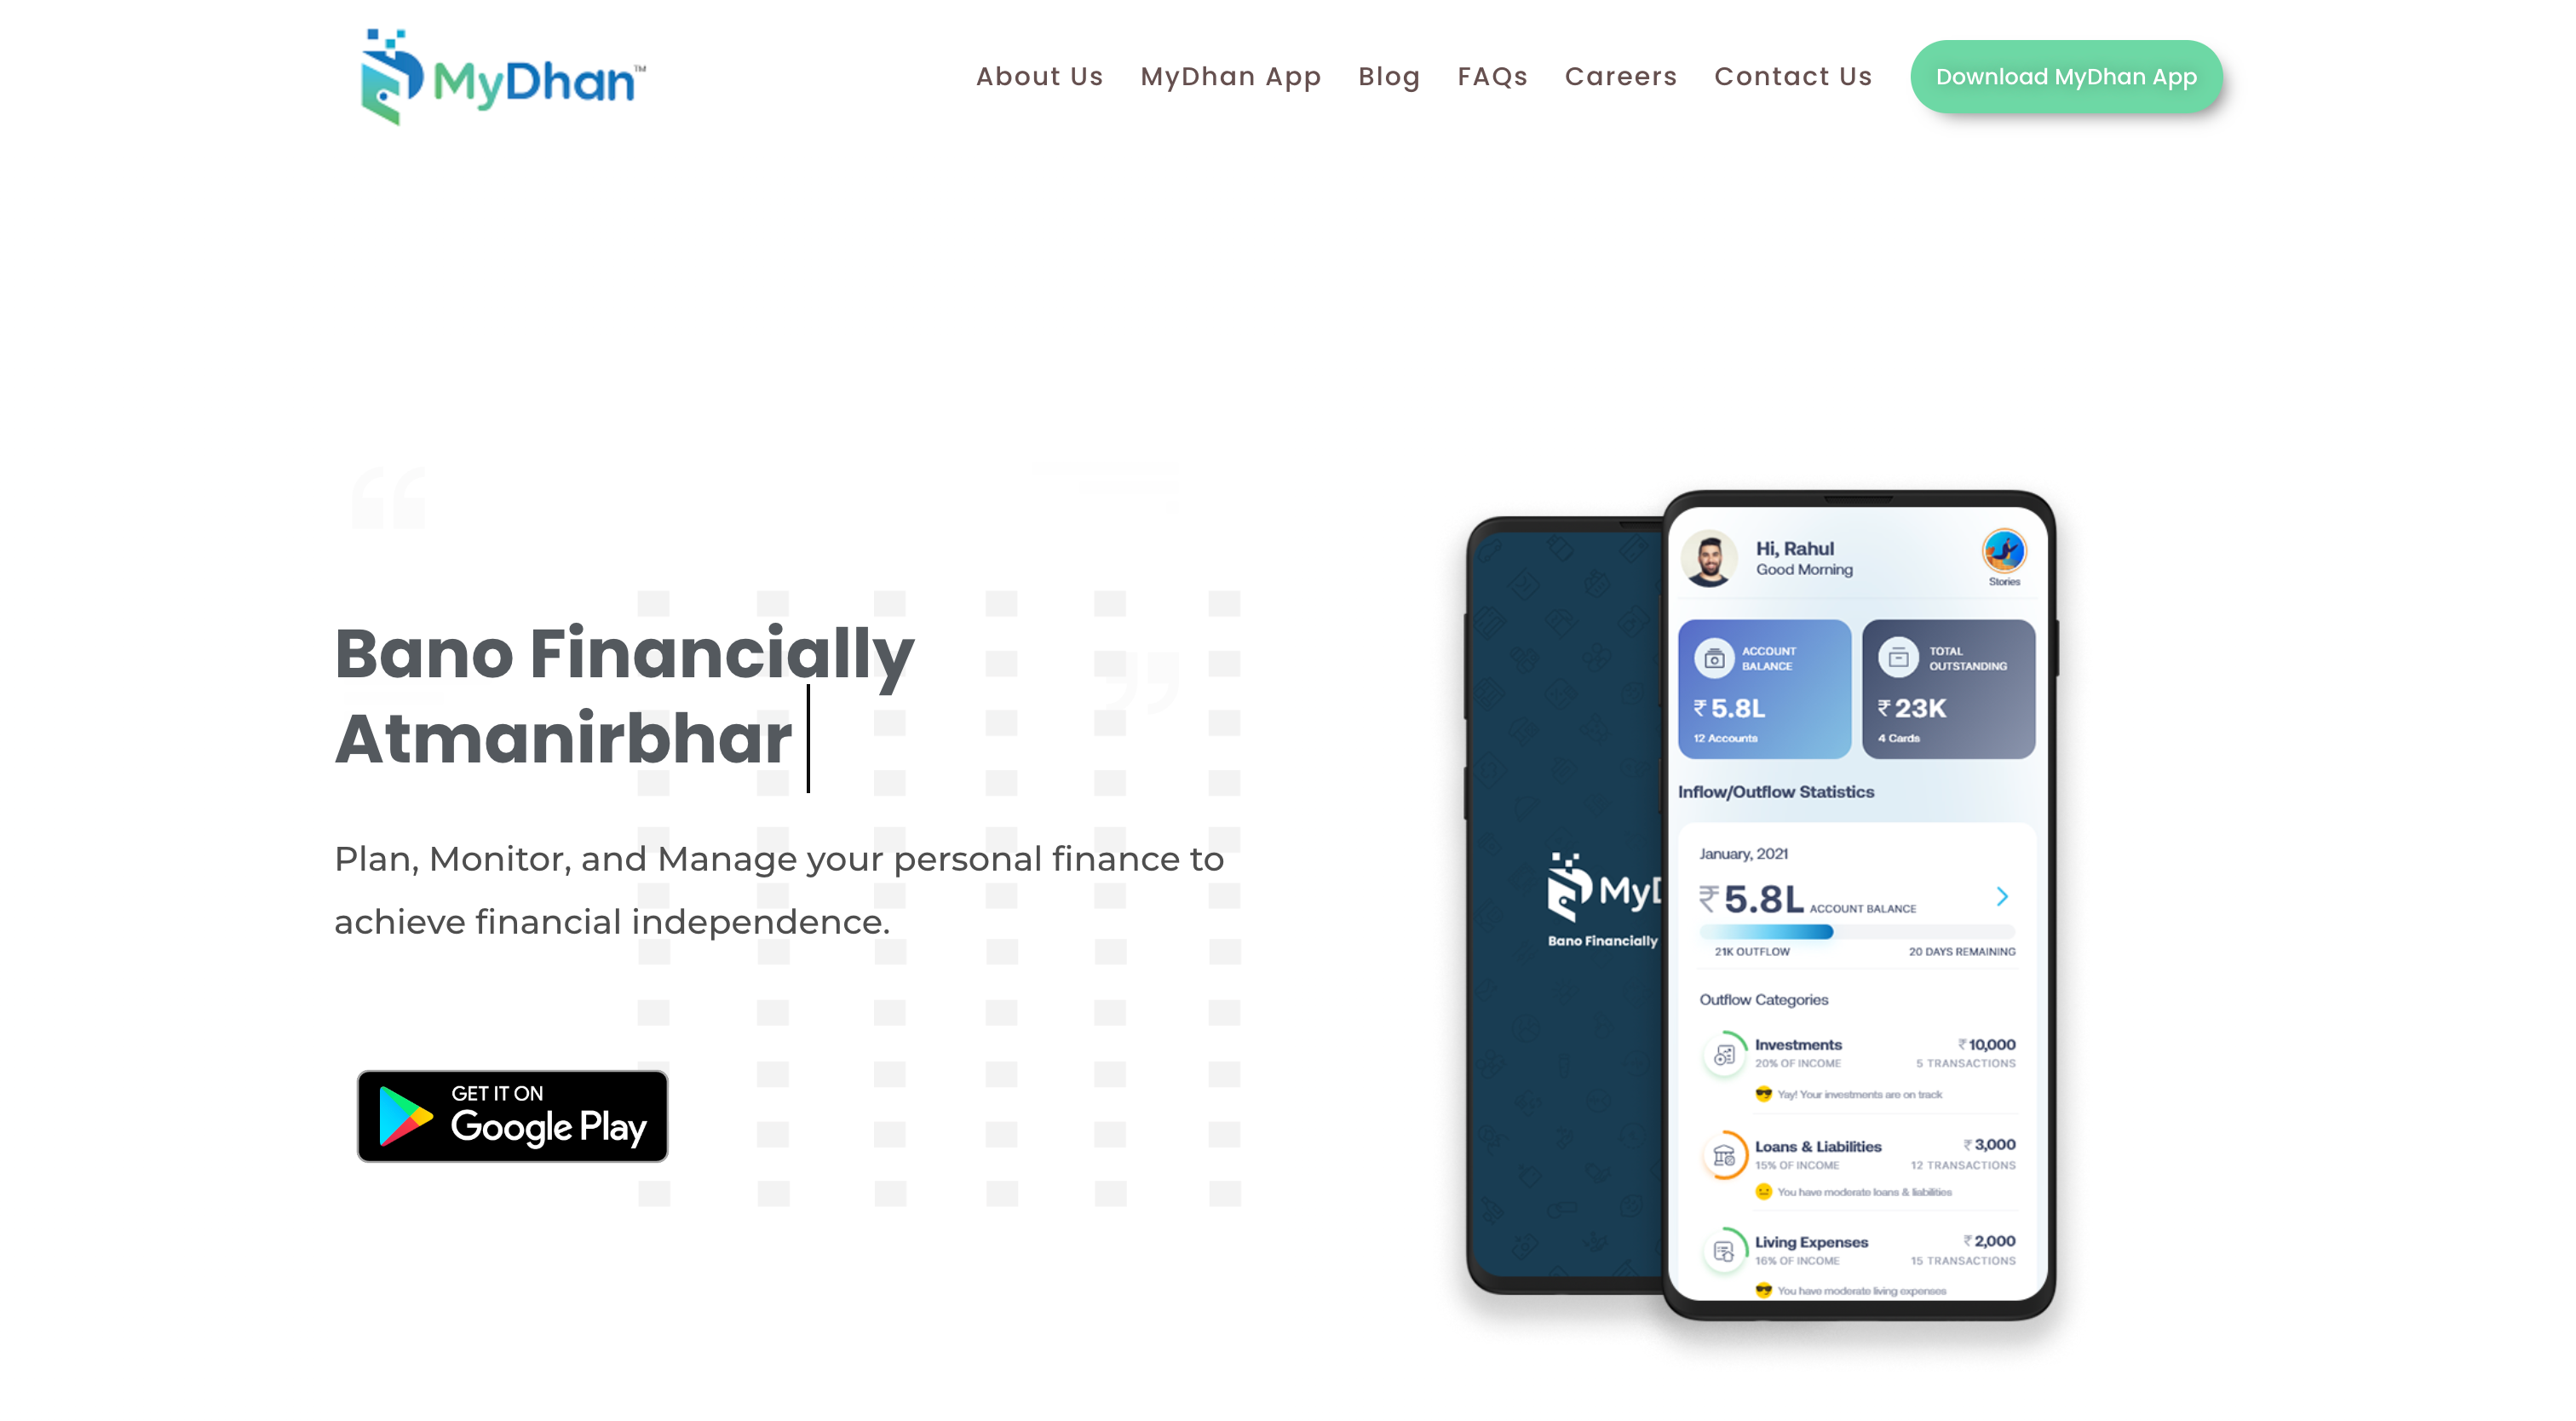 MyDhan™
About Us
MyDhan App
Blog
FAQs
Careers
Contact Us
Download MyDhan App
Bano Financially
Atmanirbhar
Plan, Monitor, and Manage your personal finance to
achieve financial independence.
GET IT ON
Google Play
MyD
Bano Financially
Hi, Rahul
Good Morning
Stories
ACCOUNT
BALANCE
₹ 5.8L
12 Accounts
TOTAL
OUTSTANDING
₹ 23K
4 Cards
Inflow/Outflow Statistics
January, 2021
₹ 5.8L ACCOUNT BALANCE
21K OUTFLOW 20 DAYS REMAINING
Outflow Categories
Investments ₹ 10,000
20% OF INCOME 5 TRANSACTIONS
Yay! Your investments are on track
Loans & Liabilities ₹ 3,000
15% OF INCOME 12 TRANSACTIONS
You have moderate loans & liabilities
Living Expenses ₹ 2,000
16% OF INCOME 15 TRANSACTIONS
You have moderate living expenses